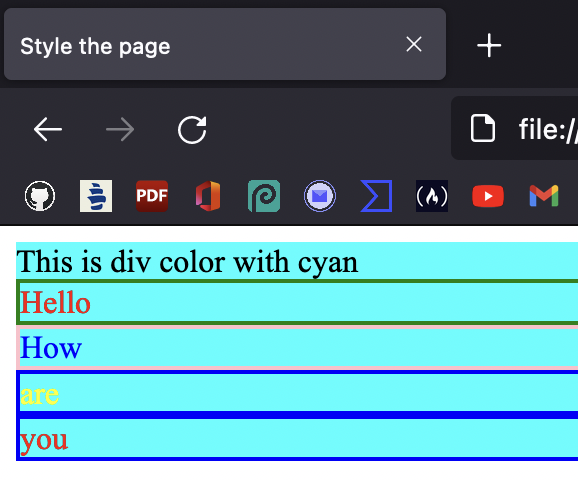 Style the page
file://
PDF
This is div color with cyan
Hello
How
are
you